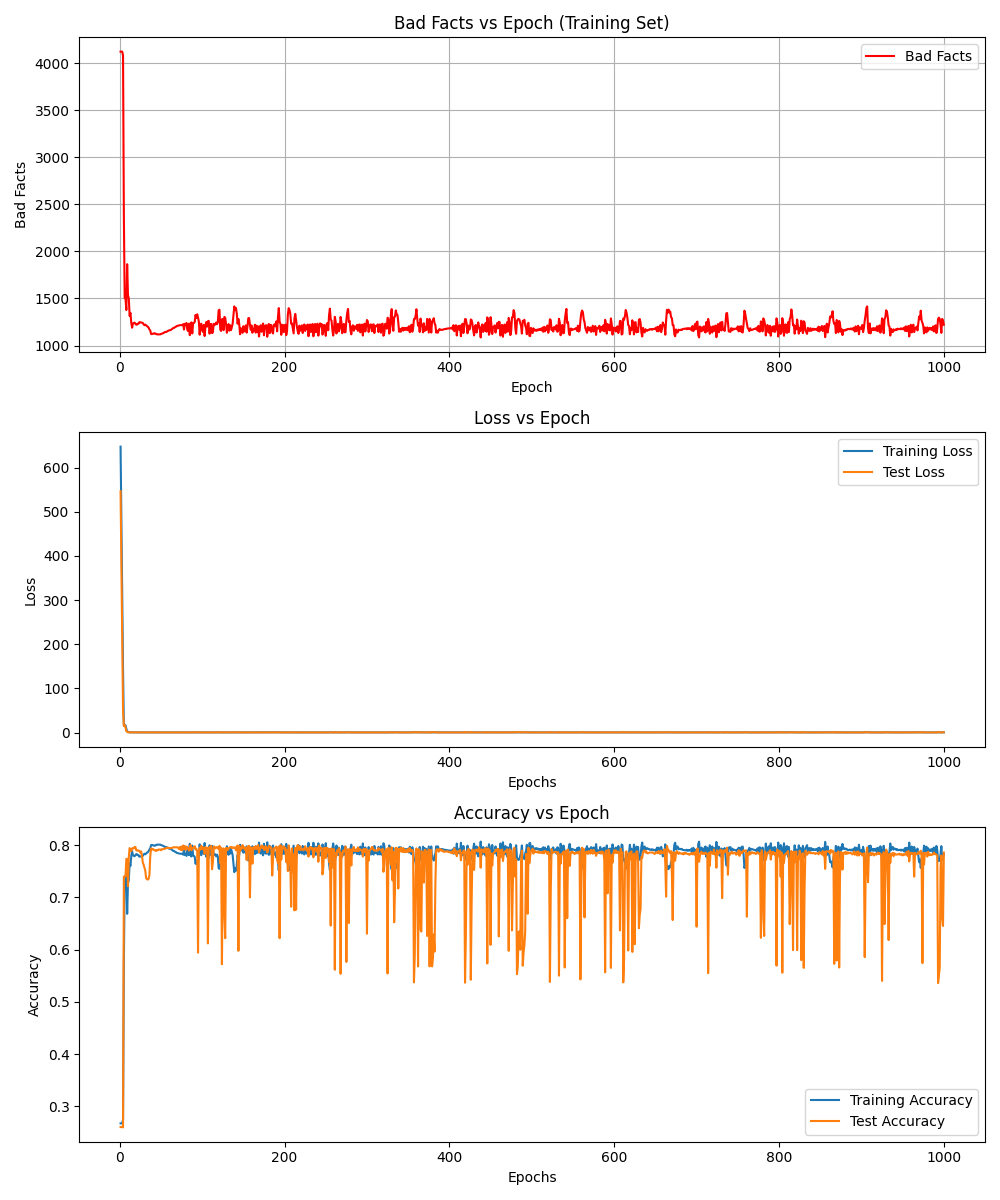 Bad Facts vs Epoch (Training Set)
Bad Facts
4000
3500
3000
2500
2000
1500
1000
Bad Facts
0 200 400 600 800 1000
Epoch
Loss vs Epoch
Training Loss
Test Loss
600
500
400
300
200
100
0
Loss
0 200 400 600 800 1000
Epochs
Accuracy vs Epoch
0.8
0.7
0.6
0.5
0.4
0.3
Accuracy
Training Accuracy
Test Accuracy
0 200 400 600 800 1000
Epochs